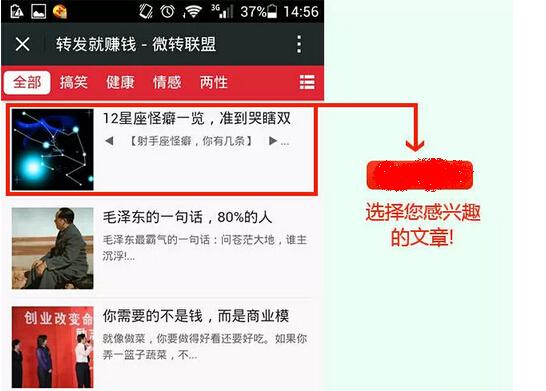 3G 37% 14:56
转发就赚钱 - 微转联盟
全部 搞笑 健康 情感 两性
12星座怪癖一览，准到哭瞎双
【射手座怪癖，你有几条】 ...
选择您感兴趣
的文章!
毛泽东的一句话，80%的人
毛泽东最霸气的一句话：问苍茫大地，谁主
沉浮!...
你需要的不是钱，而是商业模
就像做菜，你要做得好看还要好吃。如果你
弄一篮子蔬菜，不...
创业改变命